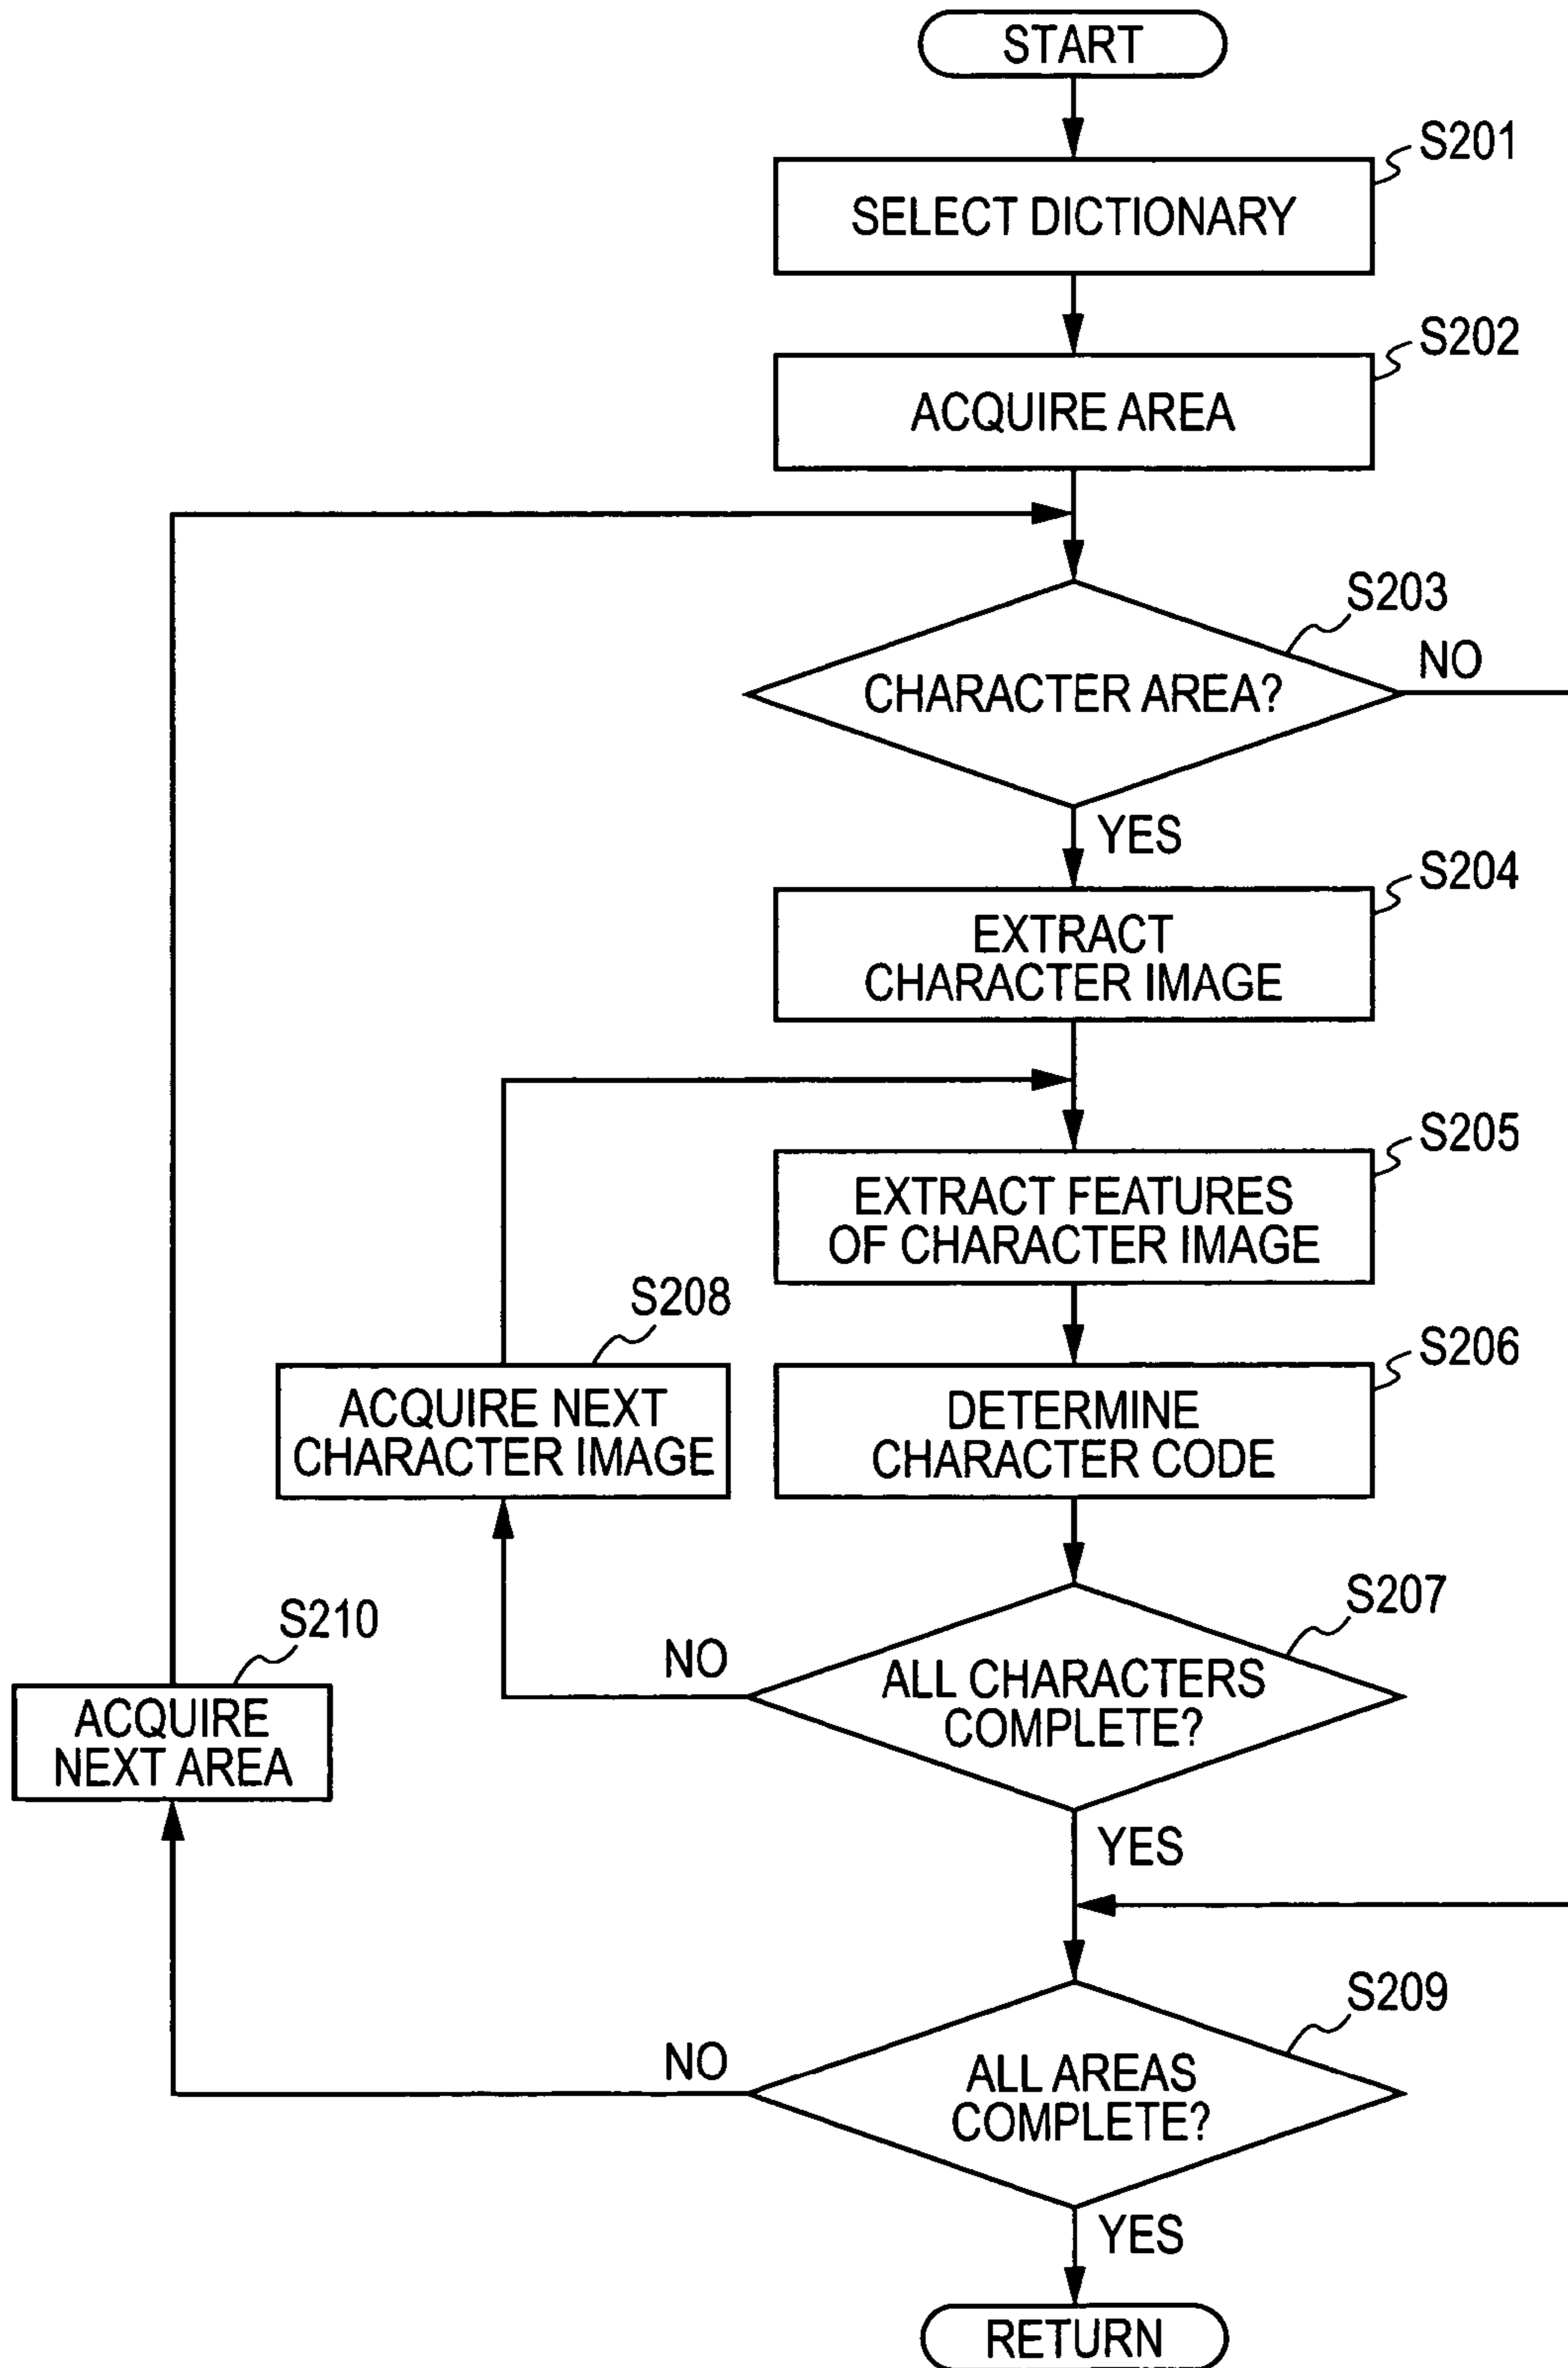 START
S201
SELECT DICTIONARY
S202
ACQUIRE AREA
S203
CHARACTER AREA?
NO
YES
S204
EXTRACT
CHARACTER IMAGE
S205
EXTRACT FEATURES
OF CHARACTER IMAGE
S208
ACQUIRE NEXT
CHARACTER IMAGE
S206
DETERMINE
CHARACTER CODE
S207
ALL CHARACTERS
COMPLETE?
NO
YES
S210
ACQUIRE
NEXT AREA
S209
ALL AREAS
COMPLETE?
NO
YES
RETURN